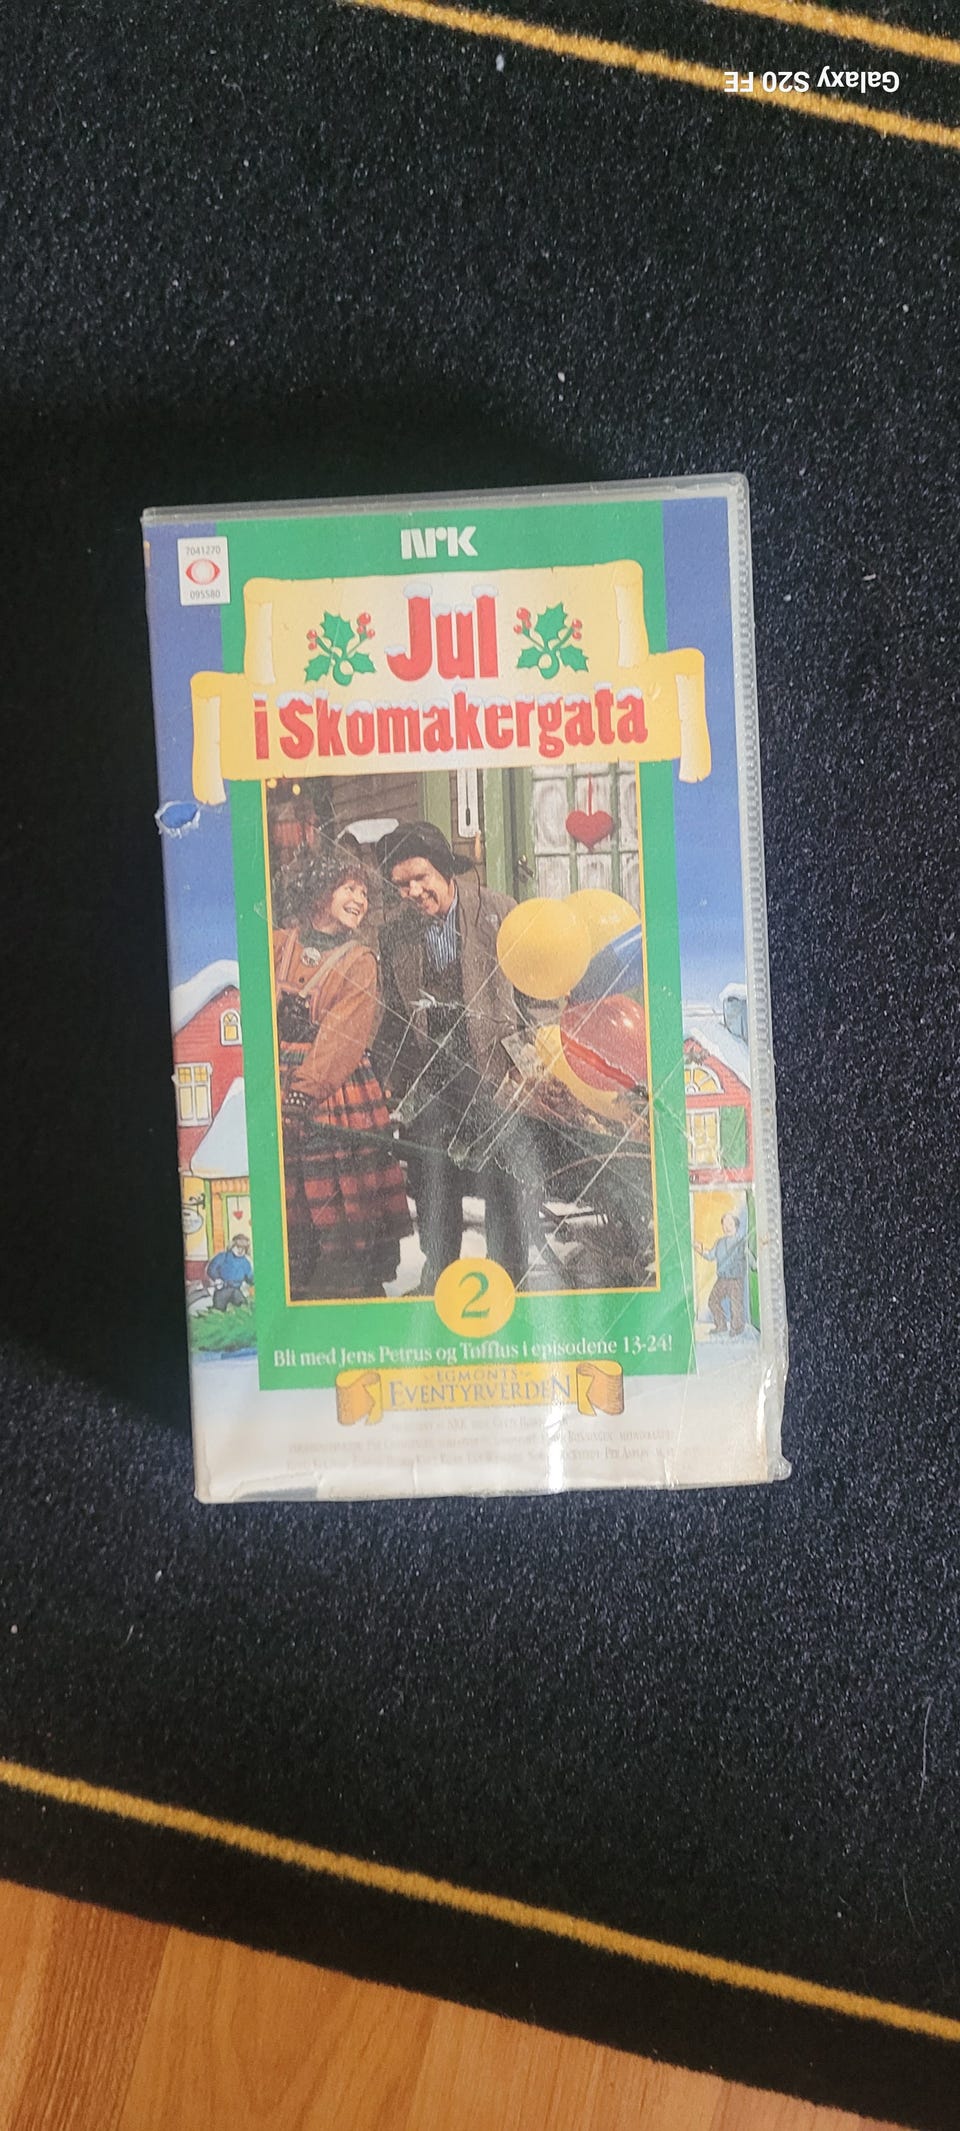 Galaxy S20 FE
NRK
7041270
095580
Jul
i Skomakergata
2
Bli med Jens Petrus og Tøfflus i episodene 13-24!
EGMONTS
EVENTYRVERDEN